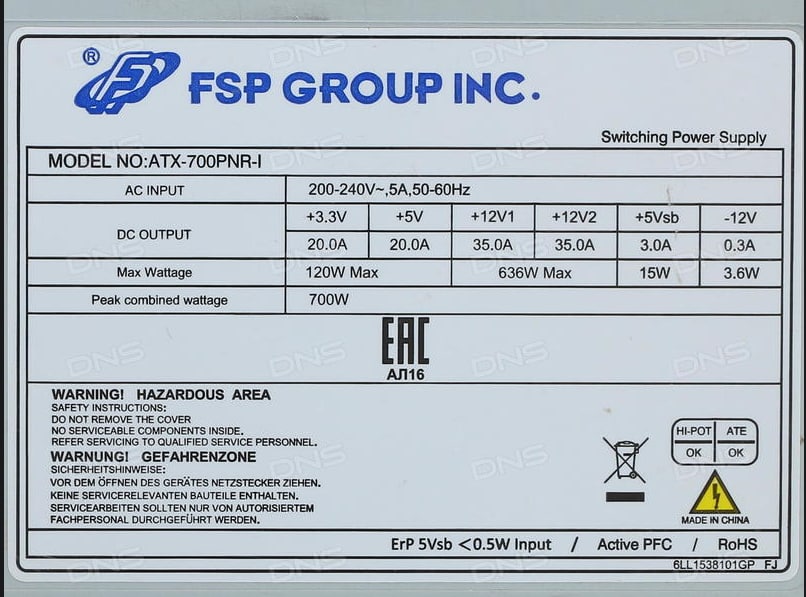 ® FSP GROUP INC.
Switching Power Supply
MODEL NO:ATX-700PNR-I
AC INPUT 200-240V~,5A,50-60Hz
DC OUTPUT +3.3V +5V +12V1 +12V2 +5Vsb -12V
20.0A 20.0A 35.0A 35.0A 3.0A 0.3A
Max Wattage 120W Max 636W Max 15W 3.6W
Peak combined wattage 700W
EAC
АЛ16
WARNING! HAZARDOUS AREA
SAFETY INSTRUCTIONS:
DO NOT REMOVE THE COVER
NO SERVICEABLE COMPONENTS INSIDE.
REFER SERVICING TO QUALIFIED SERVICE PERSONNEL.
WARNUNG! GEFAHRENZONE
SICHERHEITSHINWEISE:
VOR DEM ÖFFNEN DES GERÄTES NETZSTECKER ZIEHEN.
KEINE SERVICERELEVANTEN BAUTEILE ENTHALTEN.
SERVICEARBEITEN SOLLTEN NUR VON AUTORISIERTEM
FACHPERSONAL DURCHGEFÜHRT WERDEN.
HI-POT ATE
OK OK
MADE IN CHINA
ErP 5Vsb <0.5W Input / Active PFC / RoHS
6LL1538101GP FJ
DNS